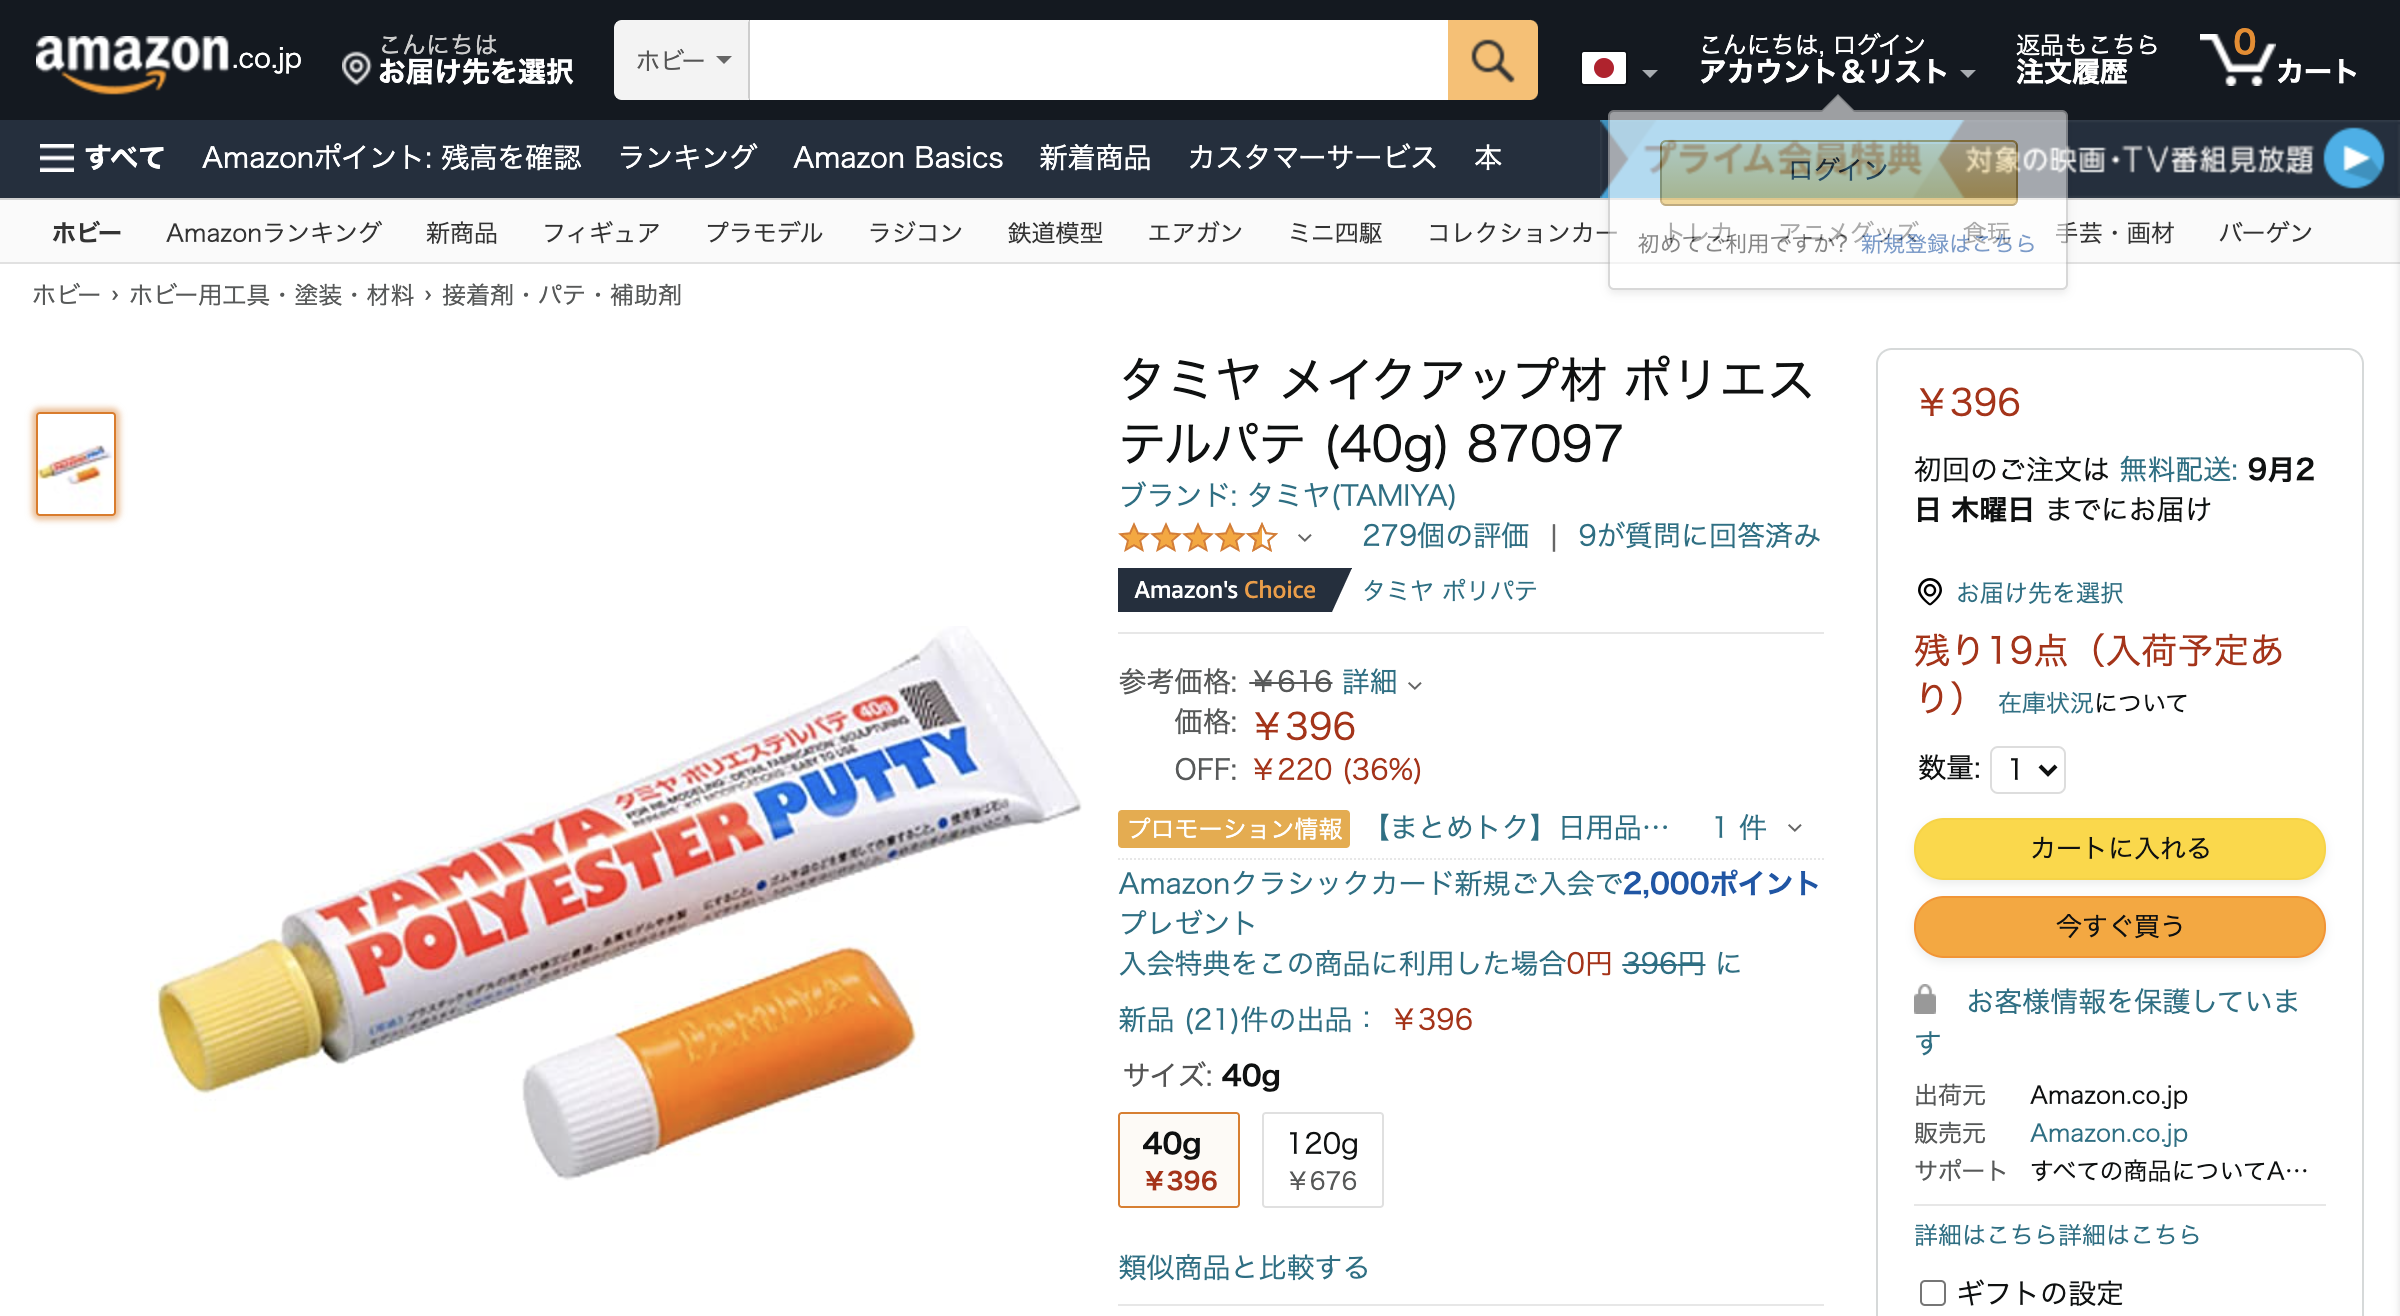 amazon.co.jp
こんにちは
お届け先を選択
ホビー
こんにちは, ログイン
アカウント＆リスト
返品もこちら
注文履歴
0
カート
すべて
Amazonポイント: 残高を確認
ランキング
Amazon Basics
新着商品
カスタマーサービス
本
プライム会員特典
対象の映画・TV番組見放題
ログイン
初めてご利用ですか? 新規登録はこちら
ホビー
Amazonランキング
新商品
フィギュア
プラモデル
ラジコン
鉄道模型
エアガン
ミニ四駆
コレクションカー
トレカ
アニメグッズ
食玩
手芸・画材
バーゲン
ホビー › ホビー用工具・塗装・材料 › 接着剤・パテ・補助剤
タミヤ ポリエステルパテ 40g
TAMIYA
POLYESTER PUTTY
TAMIYA
タミヤ メイクアップ材 ポリエス
テルパテ (40g) 87097
ブランド: タミヤ(TAMIYA)
279個の評価 | 9が質問に回答済み
Amazon's Choice タミヤ ポリパテ
参考価格: ￥616 詳細
価格: ￥396
OFF: ￥220 (36%)
プロモーション情報 【まとめトク】日用品… 1 件
Amazonクラシックカード新規ご入会で2,000ポイント
プレゼント
入会特典をこの商品に利用した場合0円 396円 に
新品 (21)件の出品： ￥396
サイズ: 40g
40g
￥396
120g
￥676
類似商品と比較する
￥396
初回のご注文は 無料配送: 9月2
日 木曜日 までにお届け
お届け先を選択
残り19点（入荷予定あ
り） 在庫状況について
数量: 1
カートに入れる
今すぐ買う
お客様情報を保護していま
す
出荷元 Amazon.co.jp
販売元 Amazon.co.jp
サポート すべての商品についてA…
詳細はこちら詳細はこちら
ギフトの設定